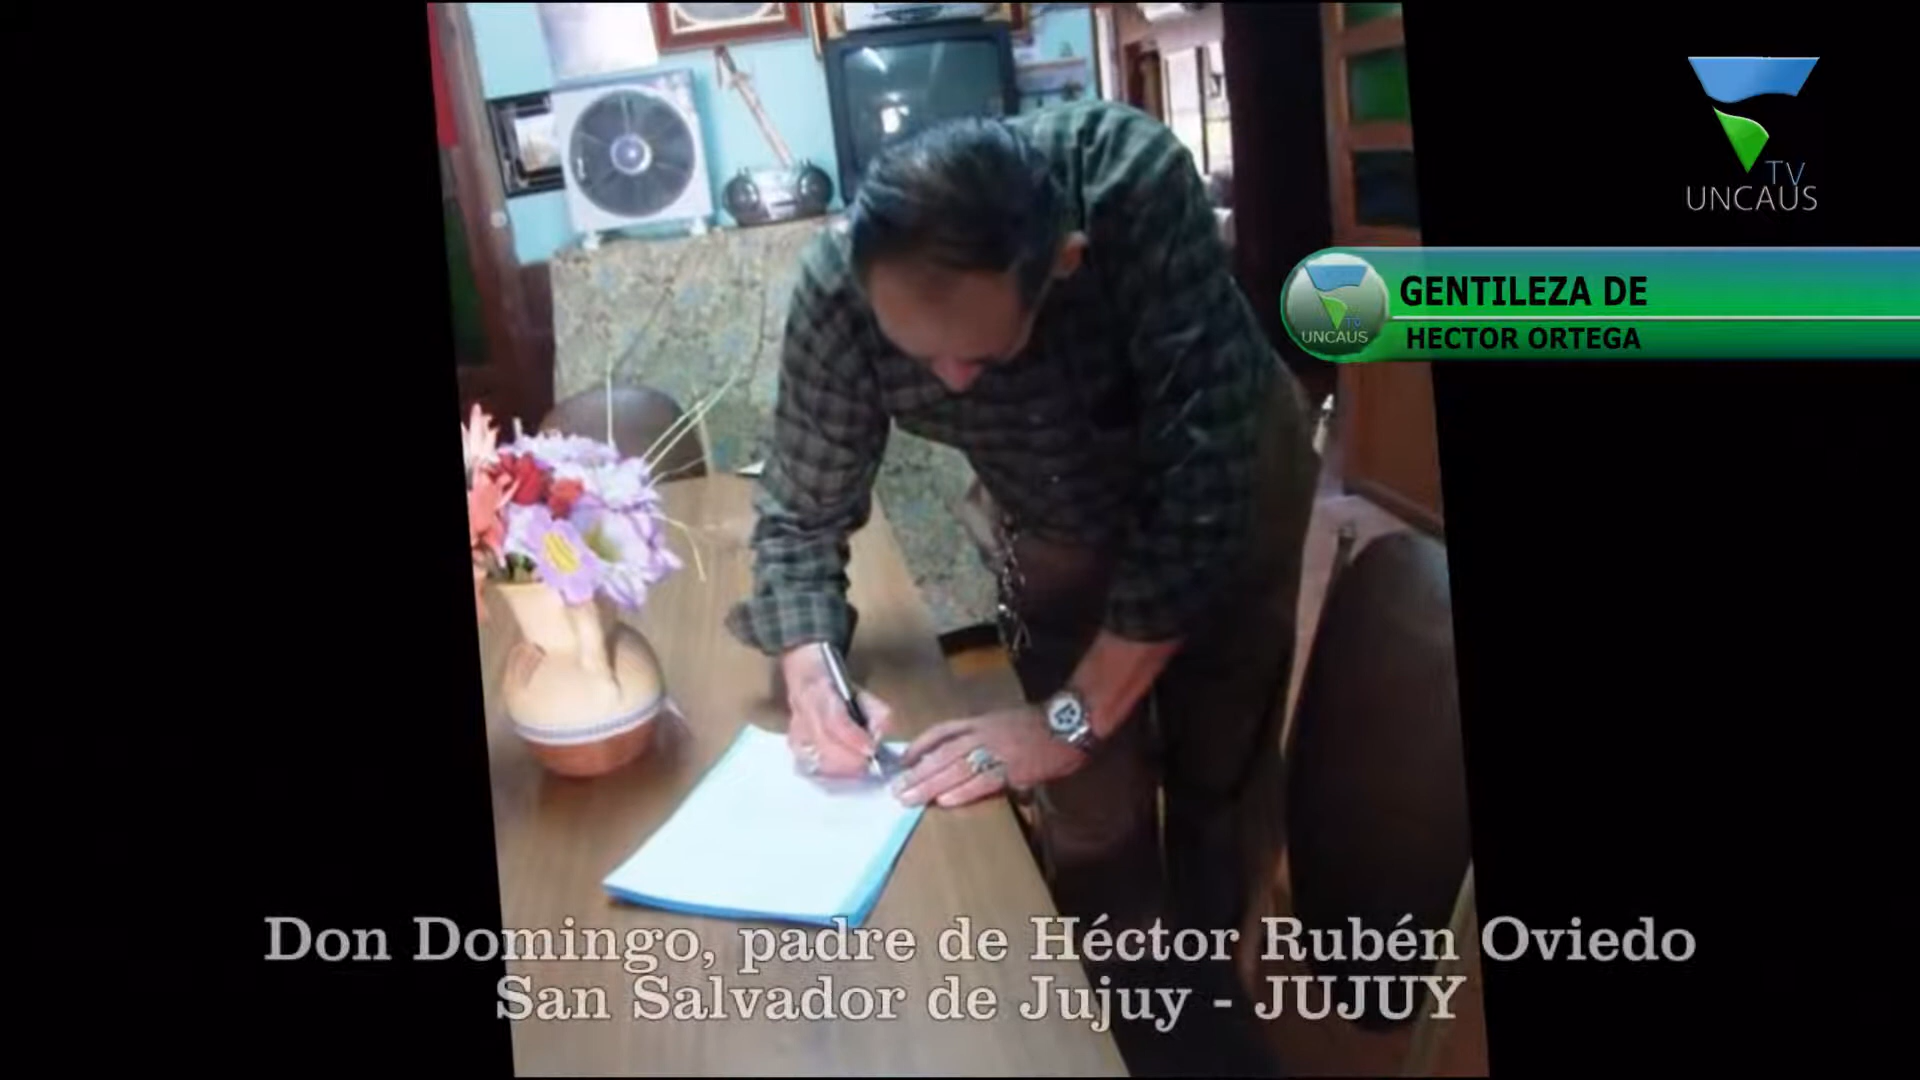 TV
UNCAUS
GENTILEZA DE
HECTOR ORTEGA
TV
UNCAUS
Don Domingo, padre de Héctor Rubén Oviedo
San Salvador de Jujuy - JUJUY